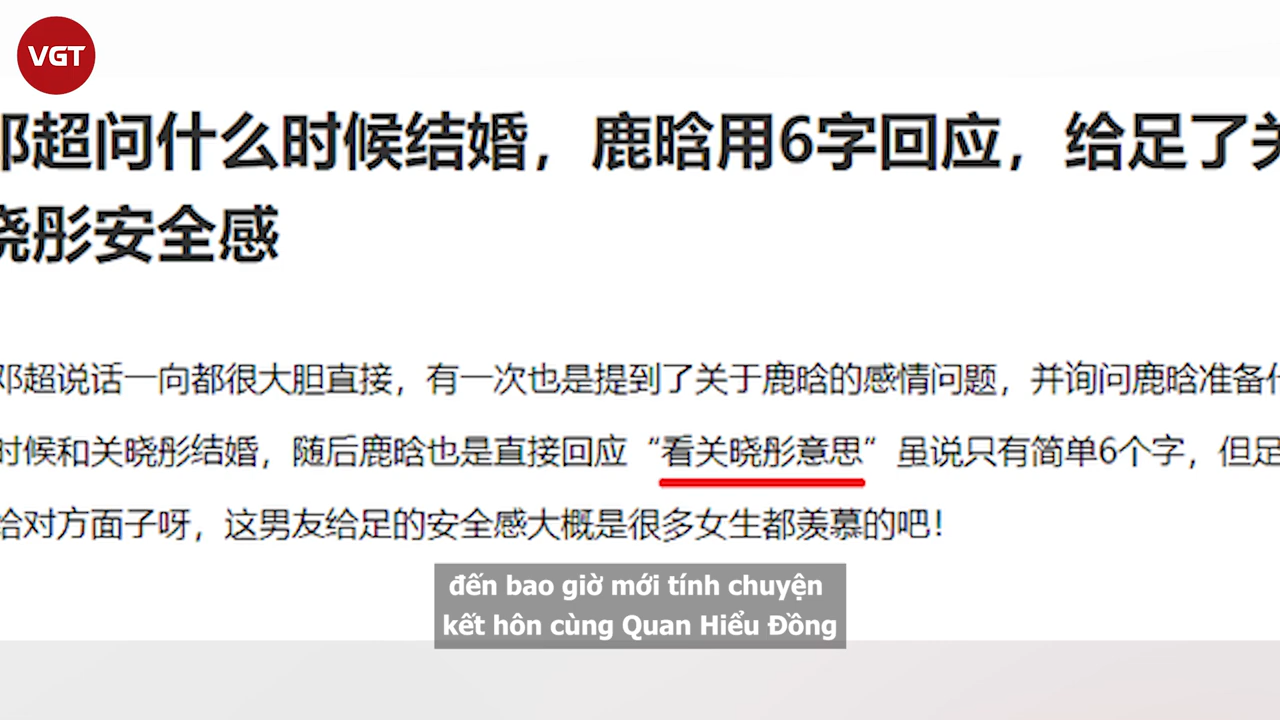 VGT
邓超问什么时候结婚，鹿晗用6字回应，给足了关
晓彤安全感
邓超说话一向都很大胆直接，有一次也是提到了关于鹿晗的感情问题，并询问鹿晗准备什
时候和关晓彤结婚，随后鹿晗也是直接回应“看关晓彤意思”虽说只有简单6个字，但足
给对方面子呀，这男友给足的安全感大概是很多女生都羡慕的吧！
đến bao giờ mới tính chuyện
kết hôn cùng Quan Hiểu Đồng